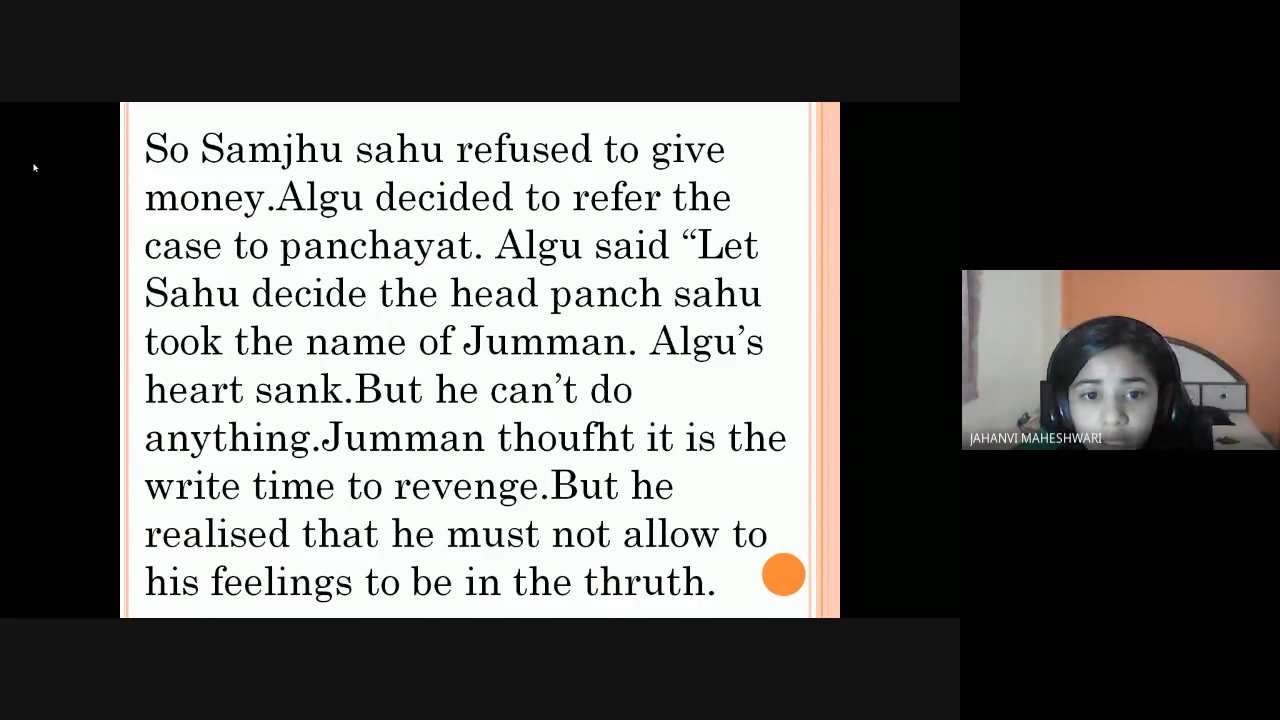 So Samjhu sahu refused to give
money.Algu decided to refer the
case to panchayat. Algu said “Let
Sahu decide the head panch sahu
took the name of Jumman. Algu’s
heart sank.But he can’t do
anything.Jumman thoufht it is the
write time to revenge.But he
realised that he must not allow to
his feelings to be in the thruth.
JAHANVI MAHESHWARI